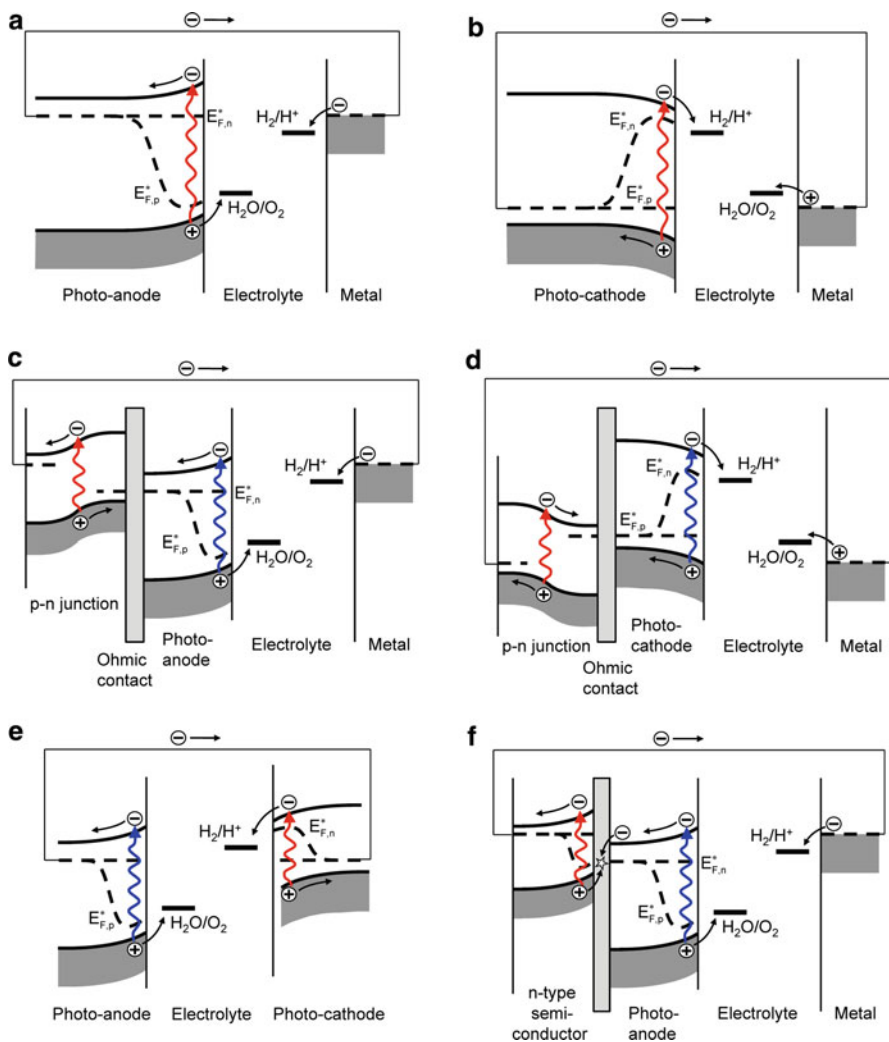 a
⊖ →
⊖
E*F,n
H2/H+
⊖
E*F,p
H2O/O2
⊕
Photo-anode
Electrolyte
Metal
b
⊖ →
⊖
H2/H+
E*F,n
E*F,p
⊕
H2O/O2
⊕
Photo-cathode
Electrolyte
Metal
c
⊖ →
⊖
⊖
H2/H+
⊖
E*F,n
⊕
E*F,p
H2O/O2
⊕
p-n junction
Ohmic
contact
Photo-
anode
Electrolyte
Metal
d
⊖ →
⊖
H2/H+
E*F,n
⊖
E*F,p
H2O/O2
⊕
⊕
⊕
p-n junction
Ohmic
contact
Photo-
cathode
Electrolyte
Metal
e
⊖ →
⊖
⊖
H2/H+
E*F,n
⊕
E*F,p
H2O/O2
⊕
Photo-anode
Electrolyte
Photo-cathode
f
⊖ →
⊖
⊖
⊖
H2/H+
⊖
E*F,n
⊕
E*F,p
H2O/O2
⊕
n-type
semi-
conductor
Photo-
anode
Electrolyte
Metal